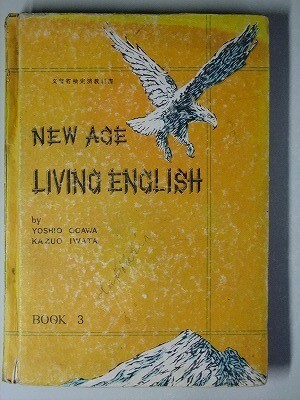 文部省検定済教科書
NEW AGE
LIVING ENGLISH
by
YOSHIO OGAWA
KAZUO IWATA
BOOK 3